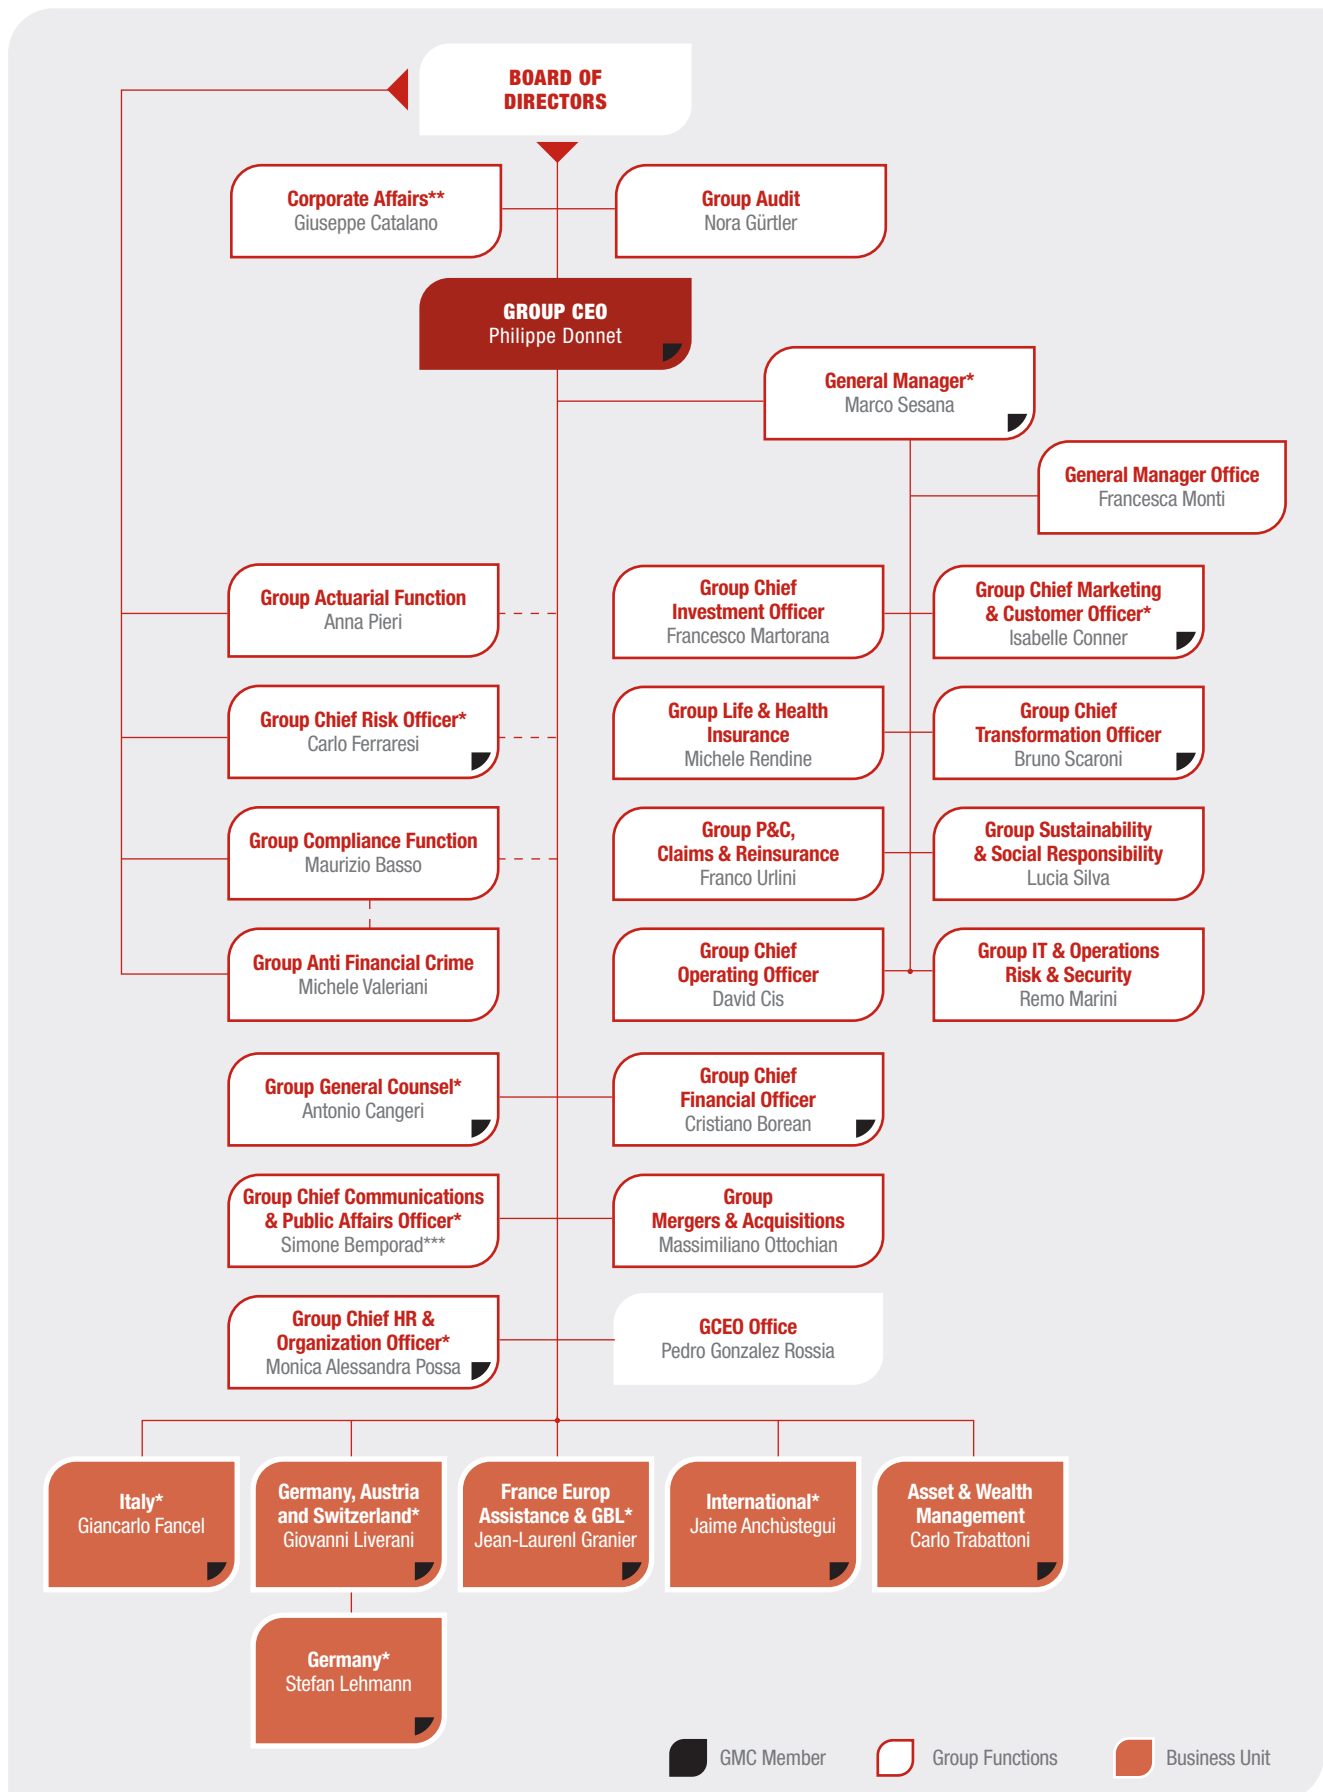 BOARD OF
DIRECTORS
Corporate Affairs**
Giuseppe Catalano
Group Audit
Nora Gürtler
GROUP CEO
Philippe Donnet
General Manager*
Marco Sesana
General Manager Office
Francesca Monti
Group Actuarial Function
Anna Pieri
Group Chief
Investment Officer
Francesco Martorana
Group Chief Marketing
& Customer Officer*
Isabelle Conner
Group Chief Risk Officer*
Carlo Ferraresi
Group Life & Health
Insurance
Michele Rendine
Group Chief
Transformation Officer
Bruno Scaroni
Group Compliance Function
Maurizio Basso
Group P&C,
Claims & Reinsurance
Franco Urlini
Group Sustainability
& Social Responsibility
Lucia Silva
Group Anti Financial Crime
Michele Valeriani
Group Chief
Operating Officer
David Cis
Group IT & Operations
Risk & Security
Remo Marini
Group General Counsel*
Antonio Cangeri
Group Chief
Financial Officer
Cristiano Borean
Group Chief Communications
& Public Affairs Officer*
Simone Bemporad***
Group
Mergers & Acquisitions
Massimiliano Ottochian
Group Chief HR &
Organization Officer*
Monica Alessandra Possa
GCEO Office
Pedro Gonzalez Rossia
Italy*
Giancarlo Fancel
Germany, Austria
and Switzerland*
Giovanni Liverani
France Europ
Assistance & GBL*
Jean-Laurenl Granier
International*
Jaime Anchùstegui
Asset & Wealth
Management
Carlo Trabattoni
Germany*
Stefan Lehmann
GMC Member
Group Functions
Business Unit